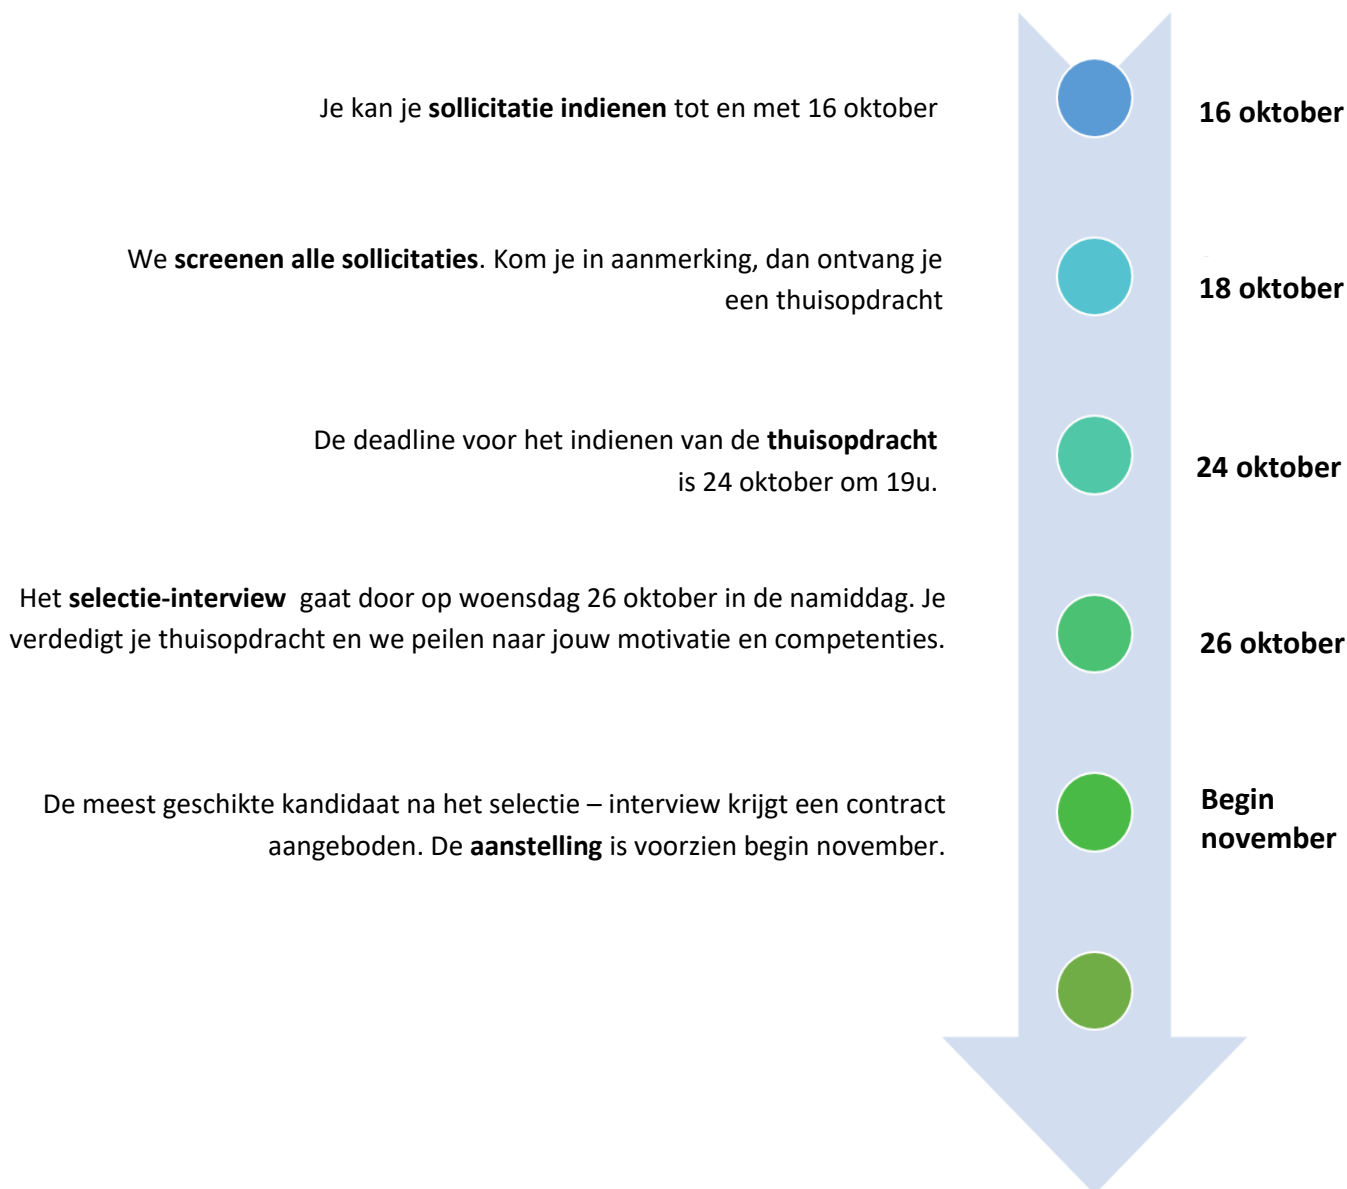 Je kan je sollicitatie indienen tot en met 16 oktober
16 oktober
We screenen alle sollicitaties. Kom je in aanmerking, dan ontvang je
een thuisopdracht
18 oktober
De deadline voor het indienen van de thuisopdracht
is 24 oktober om 19u.
24 oktober
Het selectie-interview  gaat door op woensdag 26 oktober in de namiddag. Je
verdedigt je thuisopdracht en we peilen naar jouw motivatie en competenties.
26 oktober
De meest geschikte kandidaat na het selectie – interview krijgt een contract
aangeboden. De aanstelling is voorzien begin november.
Begin
november